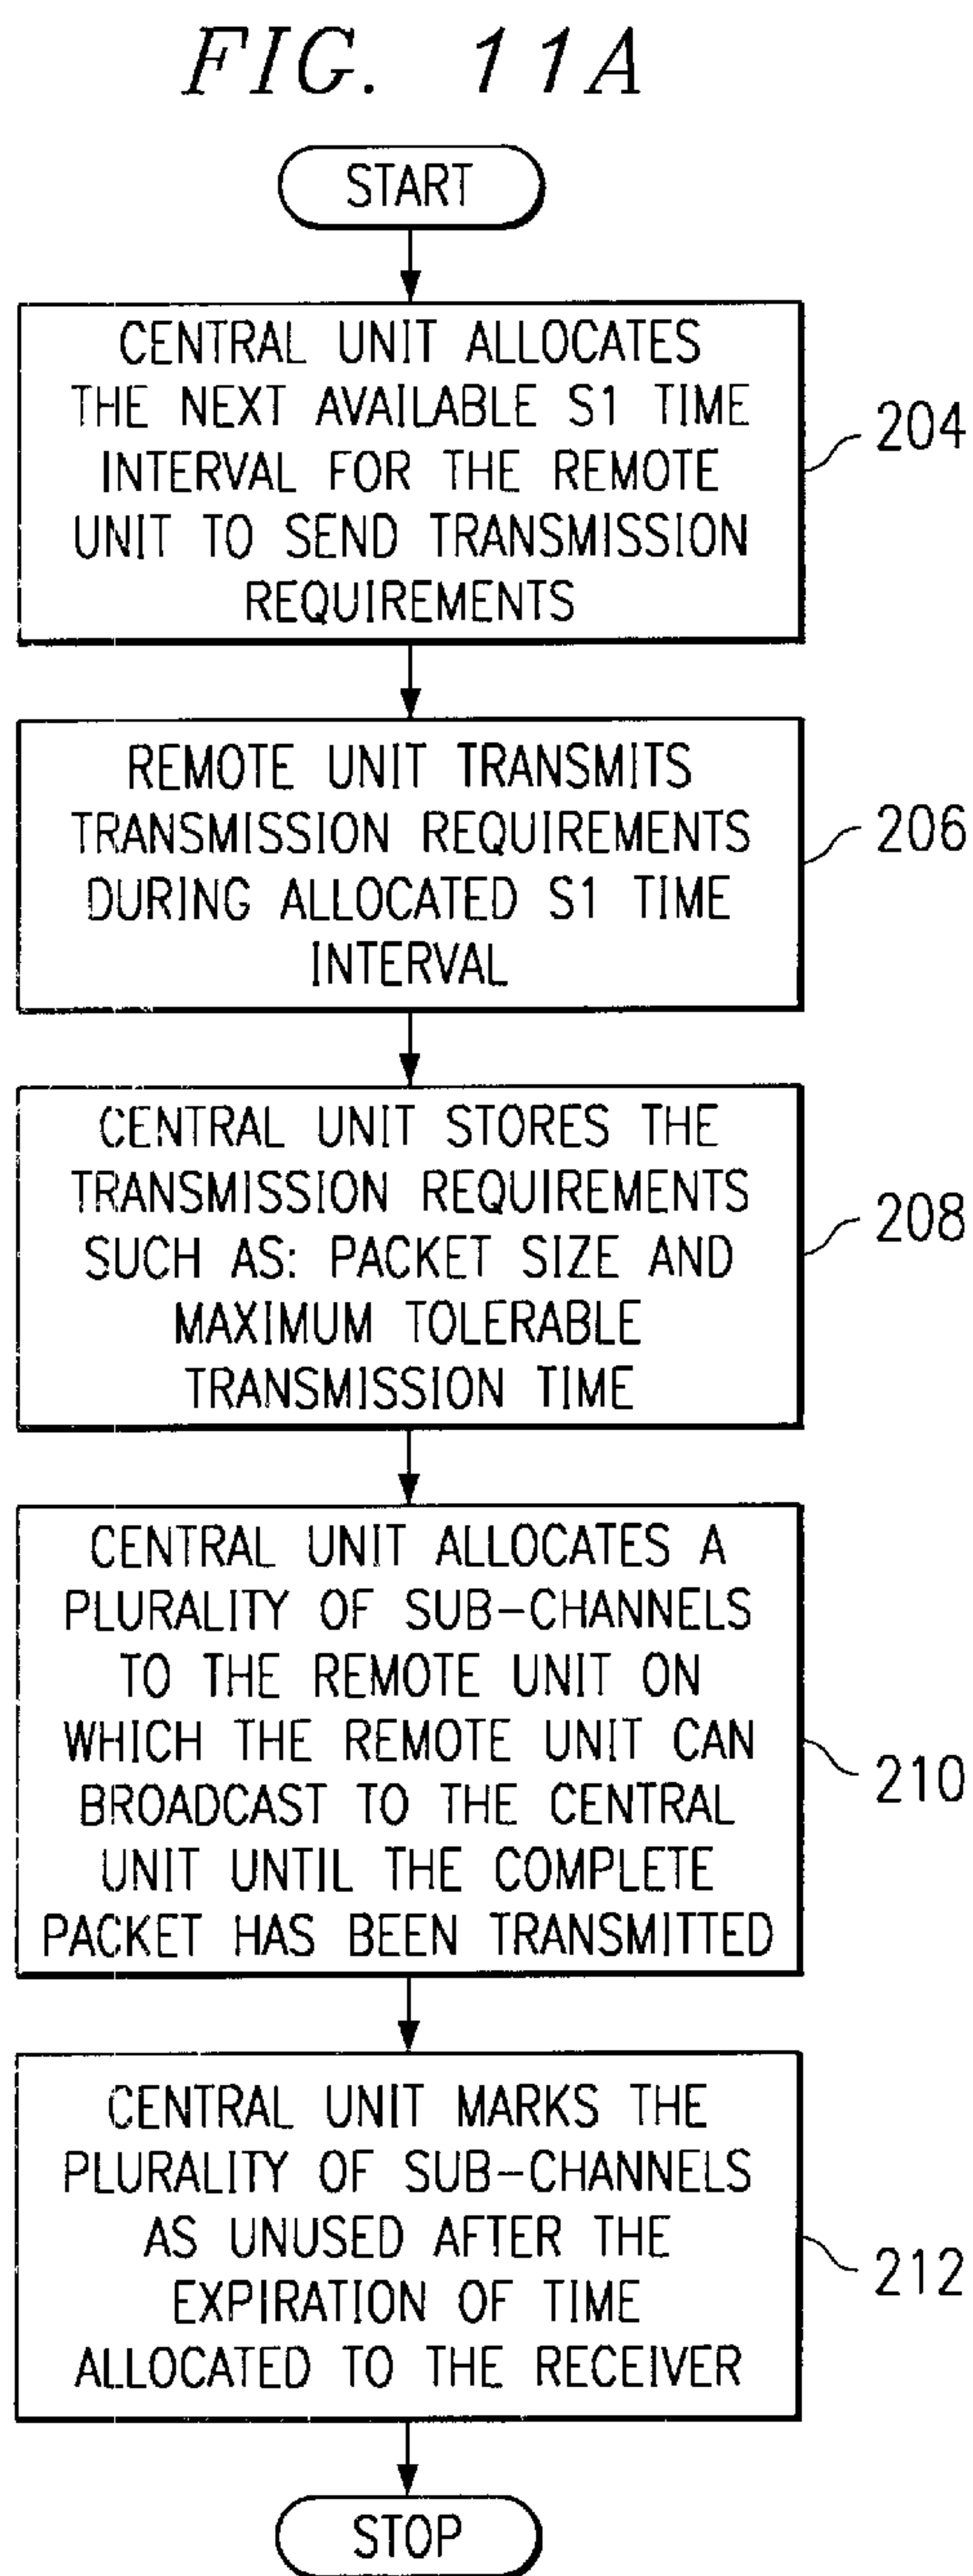 FIG. 11A
START
CENTRAL UNIT ALLOCATES
THE NEXT AVAILABLE S1 TIME
INTERVAL FOR THE REMOTE
UNIT TO SEND TRANSMISSION
REQUIREMENTS
204
REMOTE UNIT TRANSMITS
TRANSMISSION REQUIREMENTS
DURING ALLOCATED S1 TIME
INTERVAL
206
CENTRAL UNIT STORES THE
TRANSMISSION REQUIREMENTS
SUCH AS: PACKET SIZE AND
MAXIMUM TOLERABLE
TRANSMISSION TIME
208
CENTRAL UNIT ALLOCATES A
PLURALITY OF SUB-CHANNELS
TO THE REMOTE UNIT ON
WHICH THE REMOTE UNIT CAN
BROADCAST TO THE CENTRAL
UNIT UNTIL THE COMPLETE
PACKET HAS BEEN TRANSMITTED
210
CENTRAL UNIT MARKS THE
PLURALITY OF SUB-CHANNELS
AS UNUSED AFTER THE
EXPIRATION OF TIME
ALLOCATED TO THE RECEIVER
212
STOP